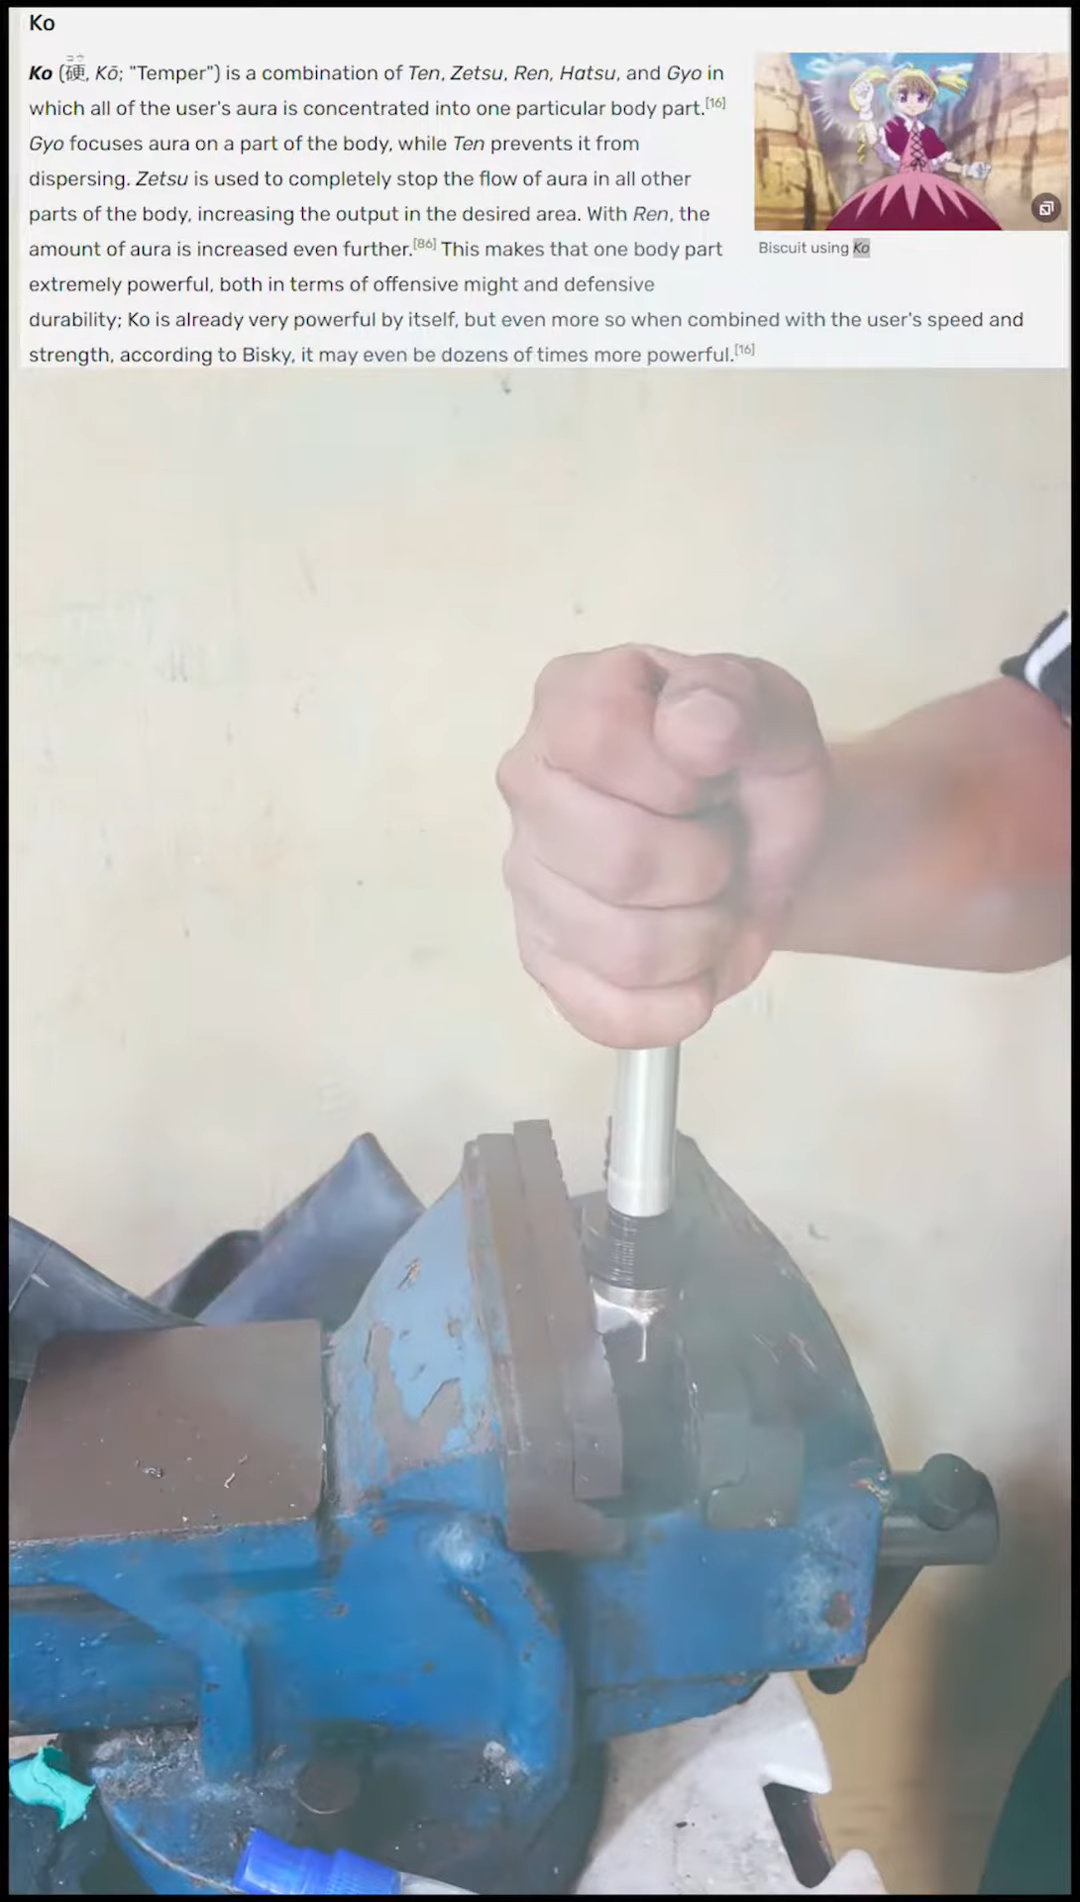 Ko
Ko (硬, Kō; "Temper") is a combination of Ten, Zetsu, Ren, Hatsu, and Gyo in
which all of the user's aura is concentrated into one particular body part.[16]
Gyo focuses aura on a part of the body, while Ten prevents it from
dispersing. Zetsu is used to completely stop the flow of aura in all other
parts of the body, increasing the output in the desired area. With Ren, the
amount of aura is increased even further.[86] This makes that one body part
extremely powerful, both in terms of offensive might and defensive
durability; Ko is already very powerful by itself, but even more so when combined with the user's speed and
strength, according to Bisky, it may even be dozens of times more powerful.[16]
Biscuit using Ko